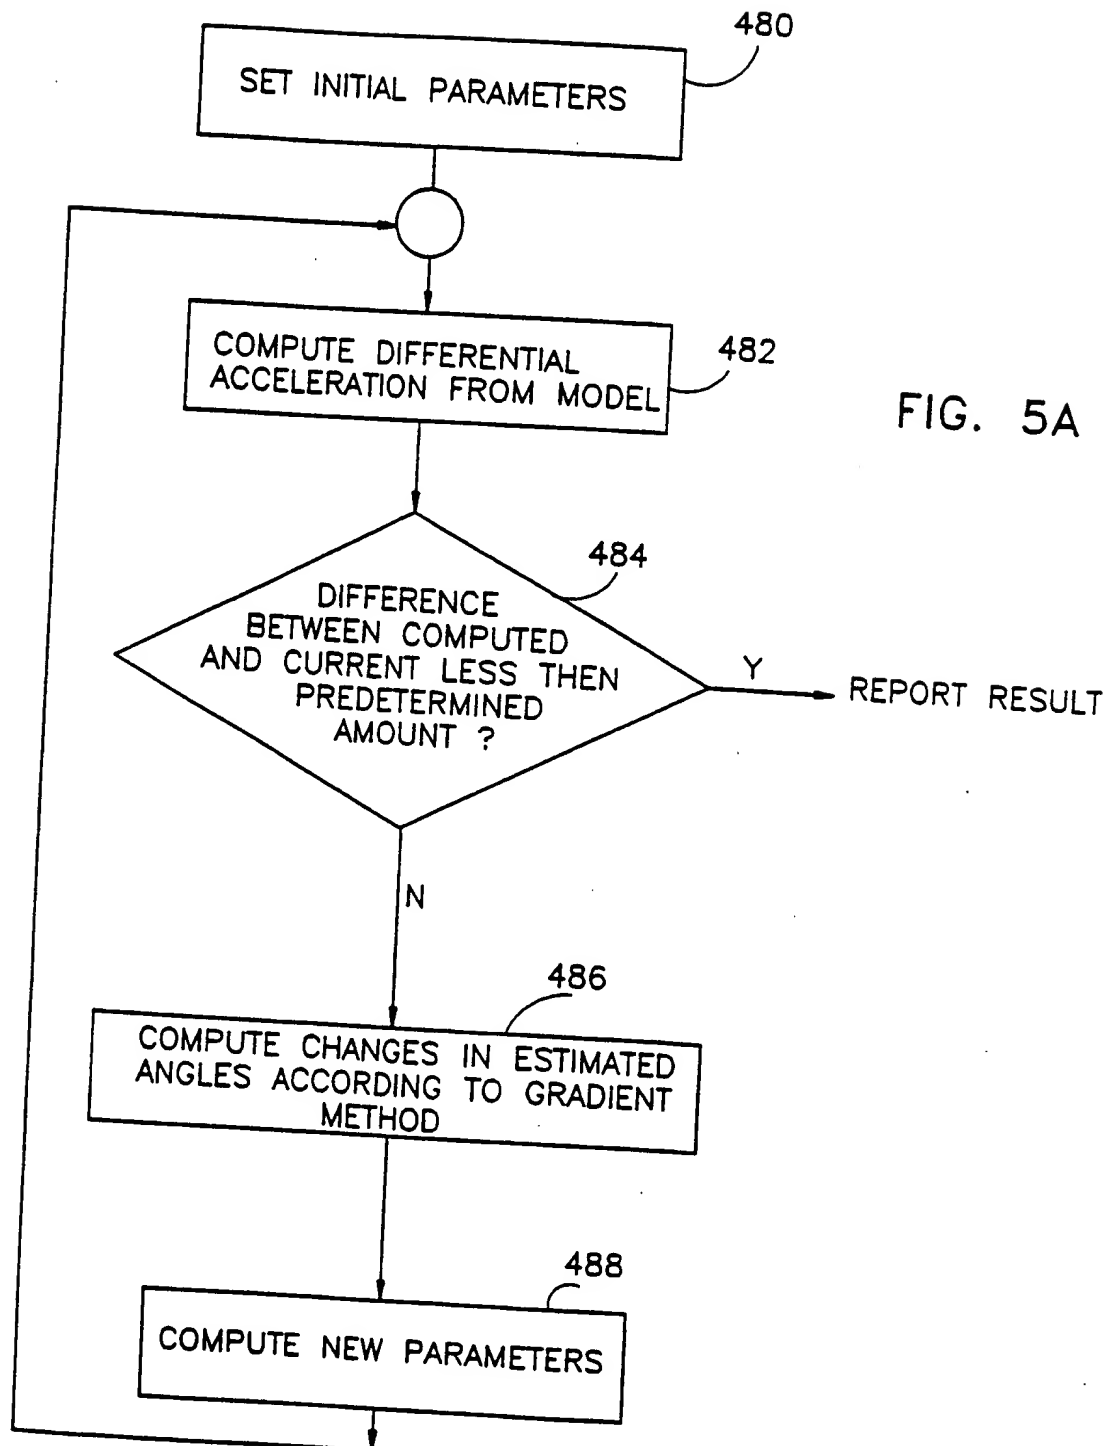 480
SET INITIAL PARAMETERS
COMPUTE DIFFERENTIAL
ACCELERATION FROM MODEL
482
FIG. 5A
484
DIFFERENCE
BETWEEN COMPUTED
AND CURRENT LESS THEN
PREDETERMINED
AMOUNT ?
Y
REPORT RESULT
N
486
COMPUTE CHANGES IN ESTIMATED
ANGLES ACCORDING TO GRADIENT
METHOD
488
COMPUTE NEW PARAMETERS